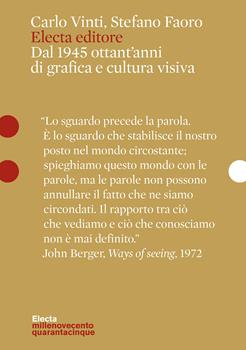 Carlo Vinti, Stefano Faoro
Electa editore
Dal 1945 ottant'anni
di grafica e cultura visiva
“Lo sguardo precede la parola.
È lo sguardo che stabilisce il nostro
posto nel mondo circostante;
spieghiamo questo mondo con le
parole, ma le parole non possono
annullare il fatto che ne siamo
circondati. Il rapporto tra ciò
che vediamo e ciò che conosciamo
non è mai definito.”
John Berger, Ways of seeing, 1972
Electa
millenovecento
quarantacinque